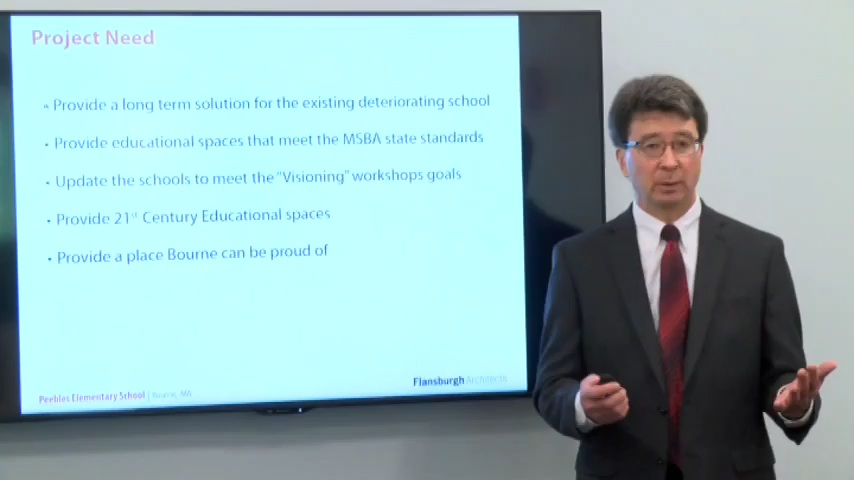 Project Need
• Provide a long term solution for the existing deteriorating school
• Provide educational spaces that meet the MSBA state standards
• Update the schools to meet the "Visioning" workshops goals
• Provide 21st Century Educational spaces
• Provide a place Bourne can be proud of
Flansburgh Architects
Peebles Elementary School | Bourne, MA